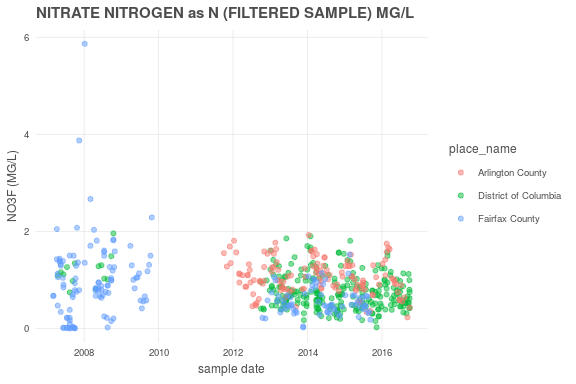 NITRATE NITROGEN as N (FILTERED SAMPLE) MG/L
6
4
2
0
NO3F (MG/L)
2008 2010 2012 2014 2016
sample date
place_name
Arlington County
District of Columbia
Fairfax County